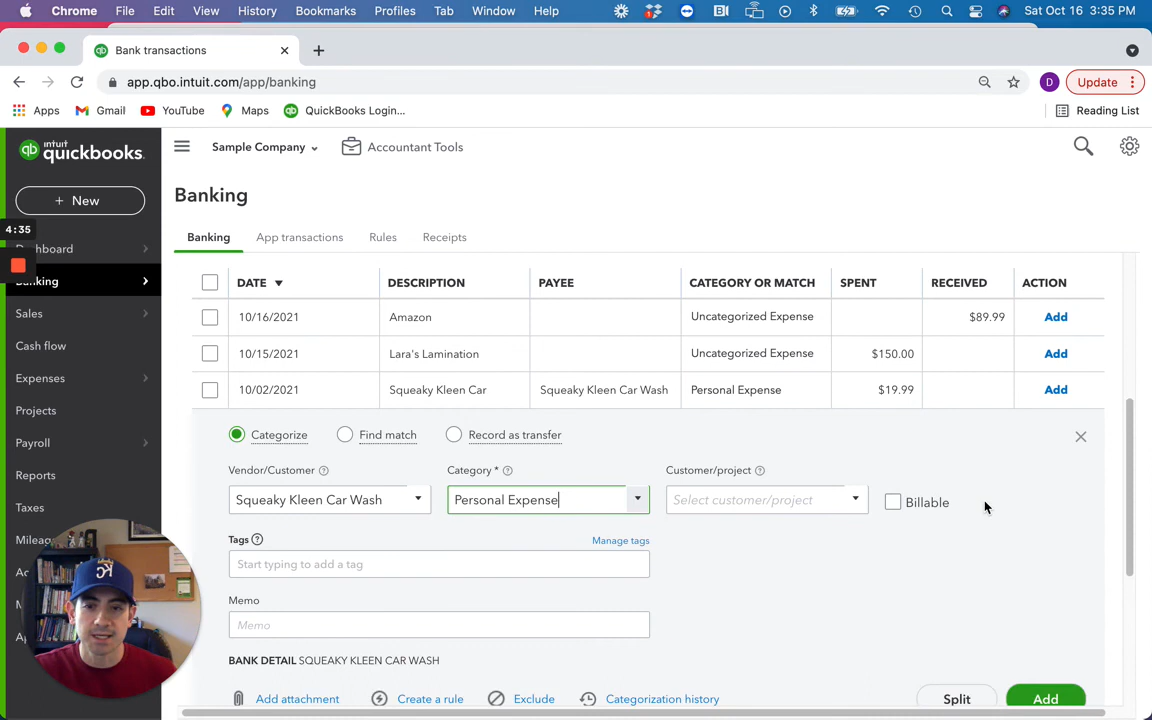 Chrome File Edit View History Bookmarks Profiles Tab Window Help Sat Oct 16 3:35 PM
Bank transactions
app.qbo.intuit.com/app/banking
D Update
Apps Gmail YouTube Maps QuickBooks Login... Reading List
intuit
quickbooks.
Sample Company Accountant Tools
+ New
Banking
4:35
Banking App transactions Rules Receipts
Sales
Cash flow
Expenses
Projects
Payroll
Reports
Taxes
DATE DESCRIPTION PAYEE CATEGORY OR MATCH SPENT RECEIVED ACTION
10/16/2021 Amazon Uncategorized Expense $89.99 Add
10/15/2021 Lara's Lamination Uncategorized Expense $150.00 Add
10/02/2021 Squeaky Kleen Car Squeaky Kleen Car Wash Personal Expense $19.99 Add
Categorize Find match Record as transfer
Vendor/Customer Category * Customer/project
Squeaky Kleen Car Wash Personal Expense Select customer/project Billable
Tags Manage tags
Start typing to add a tag
Memo
Memo
BANK DETAIL SQUEAKY KLEEN CAR WASH
Add attachment Create a rule Exclude Categorization history Split Add